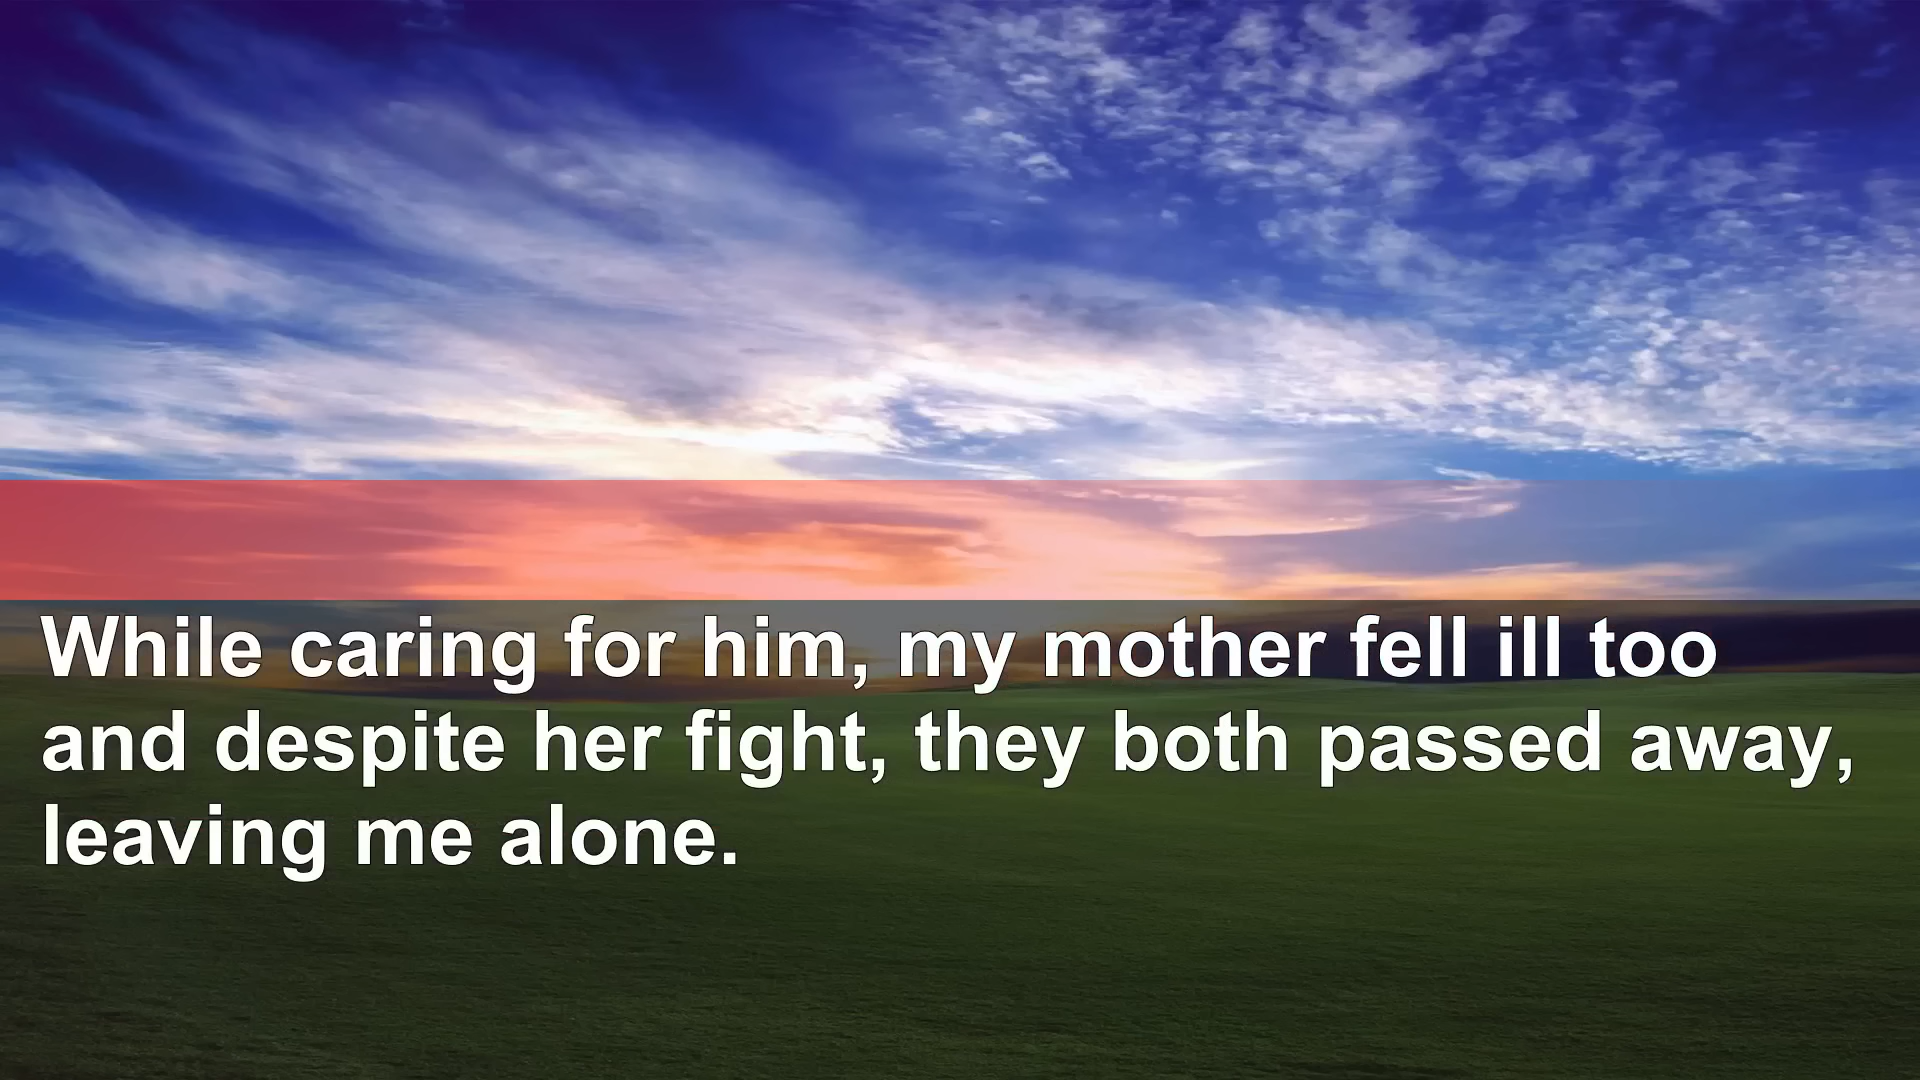 While caring for him, my mother fell ill too
and despite her fight, they both passed away,
leaving me alone.